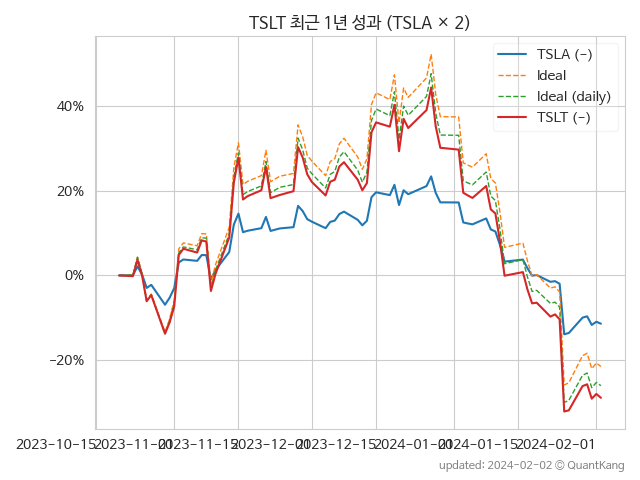 TSLT 최근 1년 성과 (TSLA × 2)
TSLA (-)
Ideal
Ideal (daily)
TSLT (-)
40%
20%
0%
−20%
2023-10-15 2023-11-01 2023-11-15 2023-12-01 2023-12-15 2024-01-01 2024-01-15 2024-02-01
updated: 2024-02-02 © QuantKang